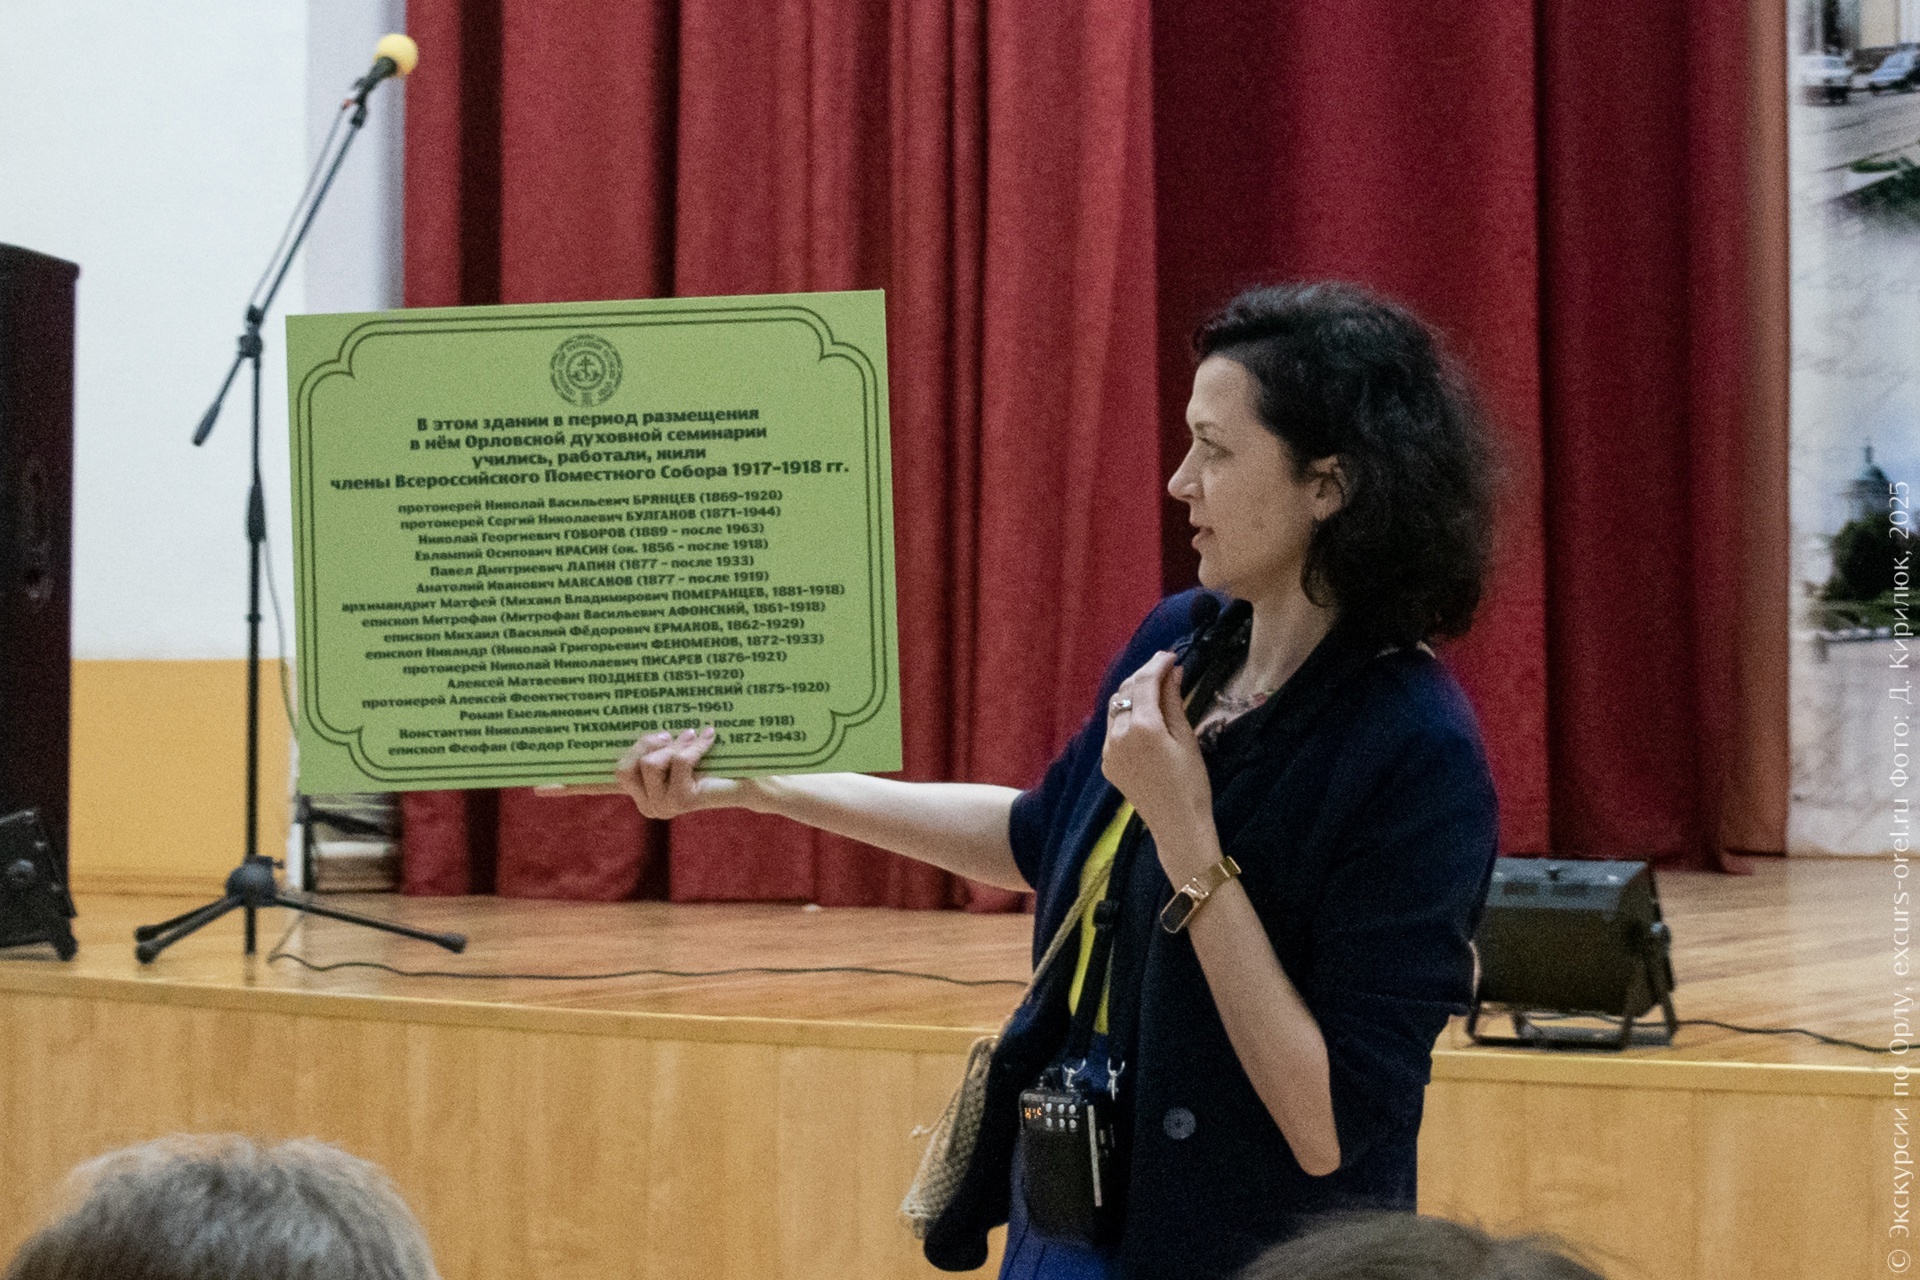 В этом здании в период размещения
в нём Орловской духовной семинарии
учились, работали, жили
члены Всероссийского Поместного Собора 1917-1918 гг.
протоиерей Николай Васильевич БРЯНЦЕВ (1869-1920)
протоиерей Сергий Николаевич БУЛГАКОВ (1871-1944)
Николай Георгиевич ГОБОРОВ (1889 - после 1963)
Евлампий Осипович КРАСИН (ок. 1856 - после 1918)
Павел Дмитриевич ЛАПИН (1877 - после 1933)
Анатолий Иванович МАКСАКОВ (1877 - после 1919)
архимандрит Матфей (Михаил Владимирович ПОМЕРАНЦЕВ, 1881-1918)
епископ Митрофан (Митрофан Васильевич АФОНСКИЙ, 1861-1918)
епископ Михаил (Василий Фёдорович ЕРМАКОВ, 1862-1929)
епископ Никандр (Николай Григорьевич ФЕНОМЕНОВ, 1872-1933)
протоиерей Николай Николаевич ПИСАРЕВ (1876-1921)
Алексей Матвеевич ПОЗДНЕЕВ (1851-1920)
протоиерей Алексей Феоктистович ПРЕОБРАЖЕНСКИЙ (1875-1920)
Роман Емельянович САПИН (1875-1961)
Константин Николаевич ТИХОМИРОВ (1889 - после 1918)
епископ Феофан (Федор Георгиев , 1872-1943)
© Экскурсии по Орлу, excurs-orel.ru Фото: Д. Кирилюк, 2025